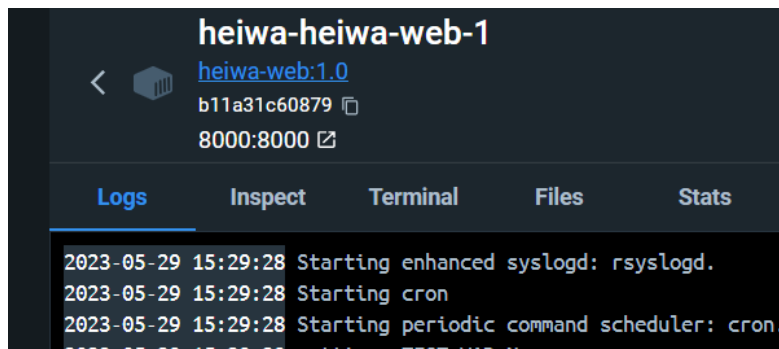 heiwa-heiwa-web-1
heiwa-web:1.0
b11a31c60879
8000:8000
Logs Inspect Terminal Files Stats
2023-05-29 15:29:28 Starting enhanced syslogd: rsyslogd.
2023-05-29 15:29:28 Starting cron
2023-05-29 15:29:28 Starting periodic command scheduler: cron.